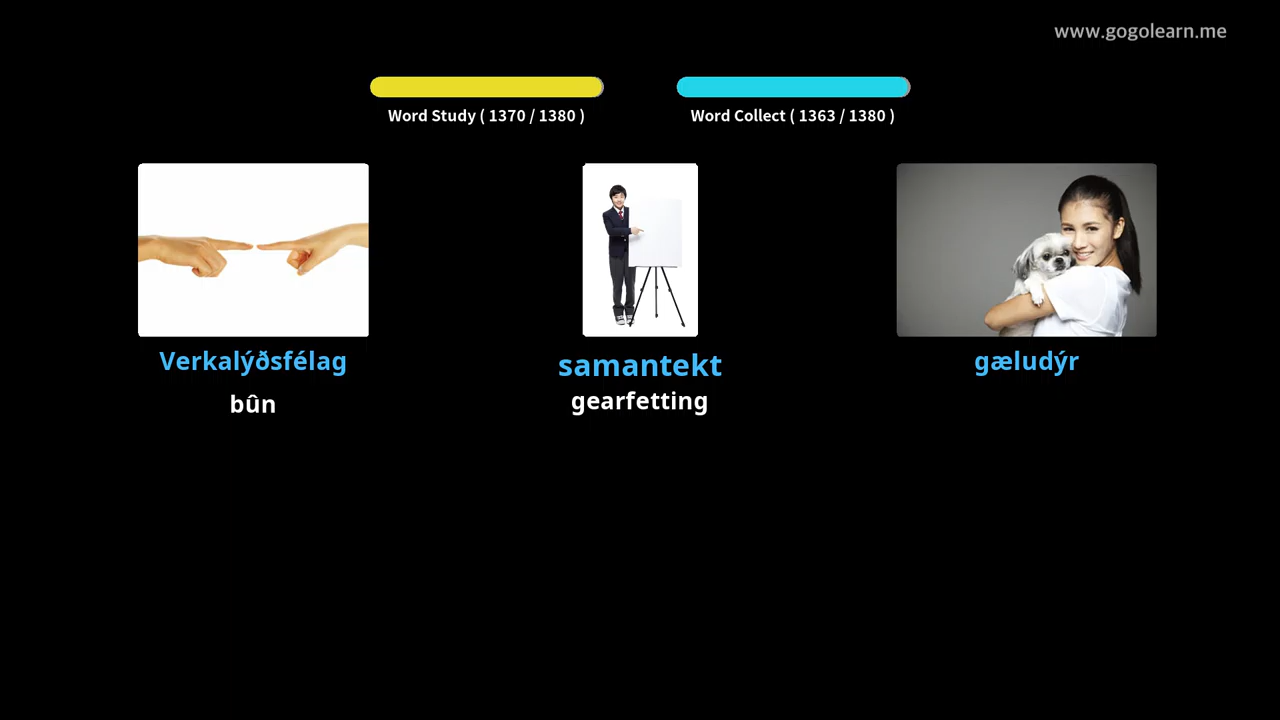 www.gogolearn.me
Word Study ( 1370 / 1380 )
Word Collect ( 1363 / 1380 )
Verkalýðsfélag
samantekt
gæludýr
bûn
gearfetting